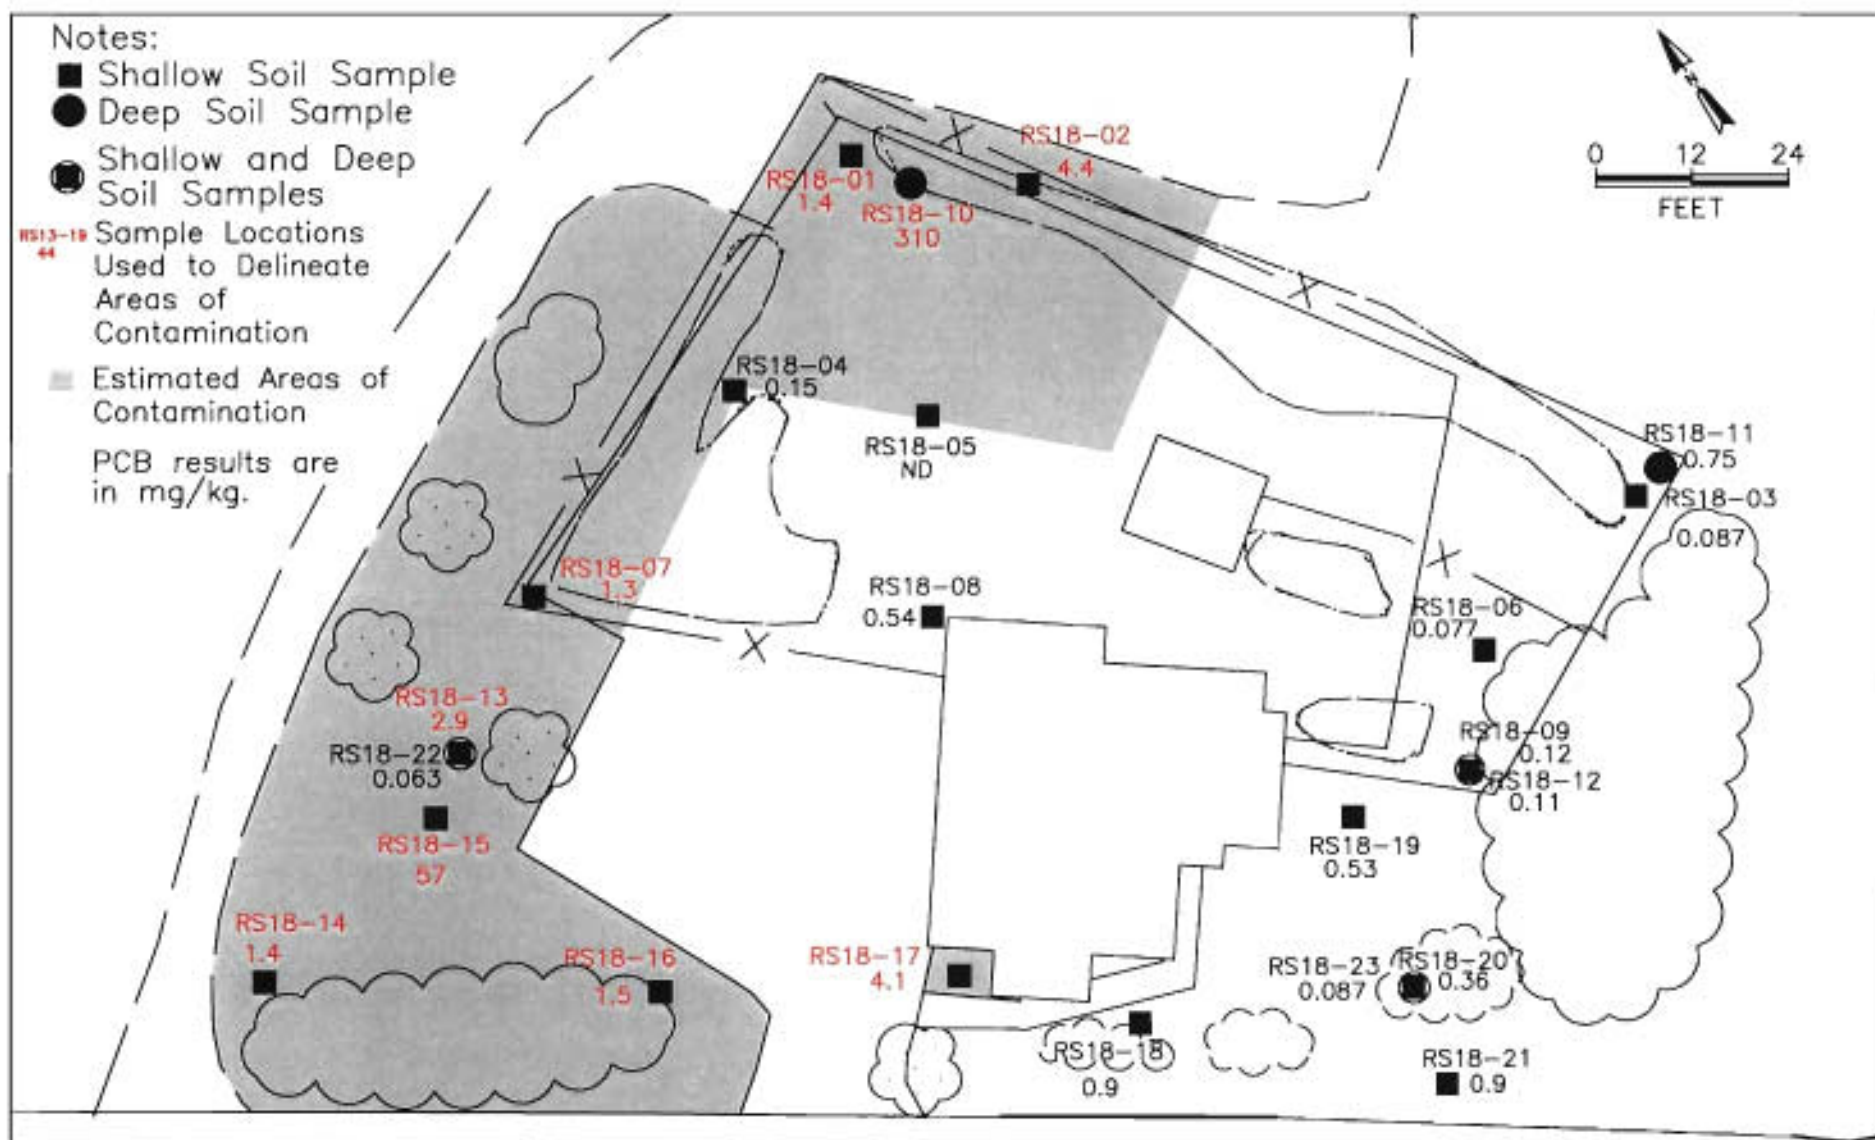 Notes:
Shallow Soil Sample
Deep Soil Sample
Shallow and Deep
Soil Samples
RS13-19
44
Sample Locations
Used to Delineate
Areas of
Contamination
Estimated Areas of
Contamination
PCB results are
in mg/kg.
N
0 12 24
FEET
RS18-02
4.4
RS18-01
1.4
RS18-10
310
X
X
RS18-04
0.15
RS18-05
ND
RS18-11
0.75
RS18-03
0.087
X
X
RS18-07
1.3
RS18-08
0.54
RS18-06
0.077
X
RS18-13
2.9
RS18-22
0.063
RS18-09
0.12
RS18-12
0.11
RS18-15
57
RS18-19
0.53
RS18-14
1.4
RS18-16
1.5
RS18-17
4.1
RS18-23
0.087
RS18-20
0.36
RS18-18
0.9
RS18-21
0.9